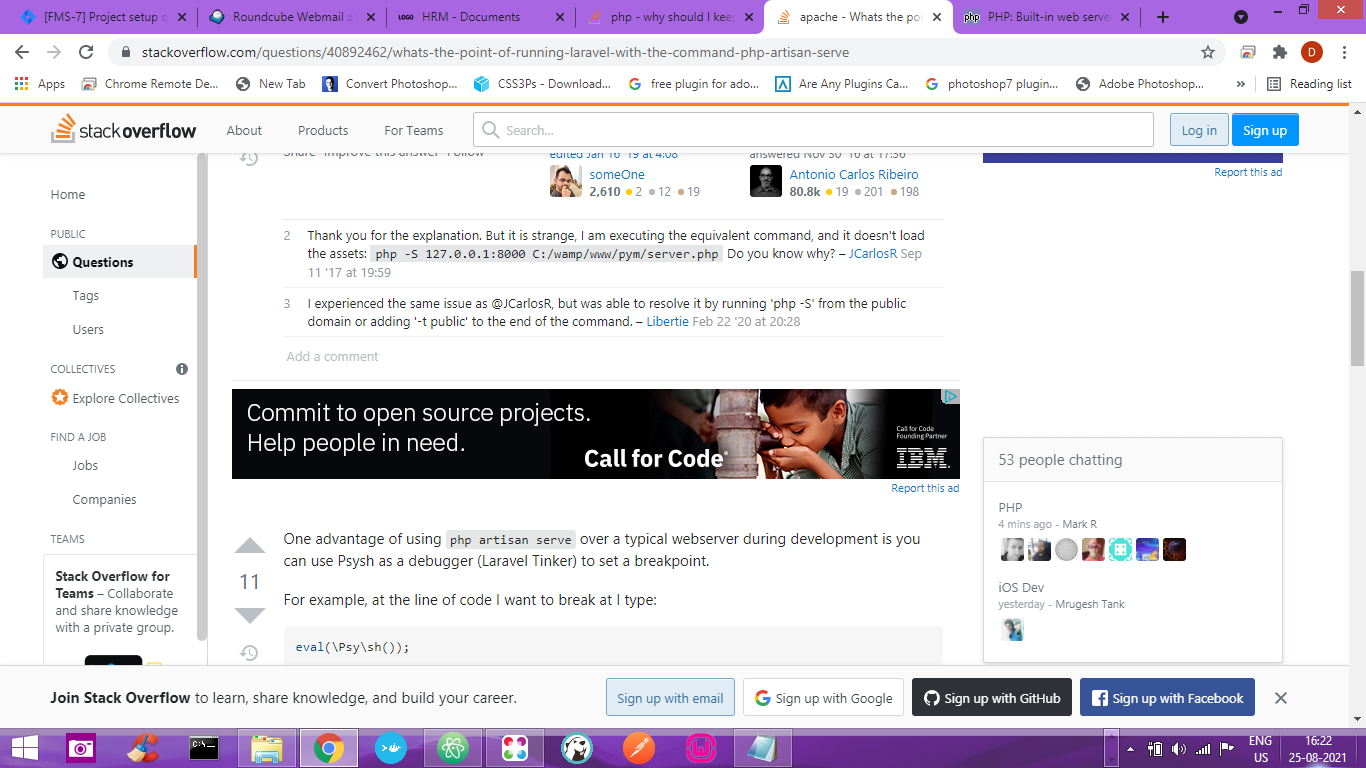 [FMS-7] Project setup o
Roundcube Webmail ::
LOGO HRM - Documents
php - why should I kee
apache - Whats the po
php PHP: Built-in web serve
stackoverflow.com/questions/40892462/whats-the-point-of-running-laravel-with-the-command-php-artisan-serve
D
Apps
Chrome Remote De...
New Tab
Convert Photoshop...
CSS3Ps - Download...
free plugin for ado...
Are Any Plugins Ca...
photoshop7 plugin...
Adobe Photoshop...
»
Reading list
stackoverflow
About
Products
For Teams
Search...
Log in
Sign up
Home
PUBLIC
Questions
Tags
Users
COLLECTIVES
Explore Collectives
FIND A JOB
Jobs
Companies
TEAMS
Stack Overflow for
Teams – Collaborate
and share knowledge
with a private group.
Share Improve this answer Follow
edited Jan 16 '19 at 4:08
someOne
2,610 2 12 19
answered Nov 30 '16 at 17:56
Antonio Carlos Ribeiro
80.8k 19 201 198
Report this ad
2 Thank you for the explanation. But it is strange, I am executing the equivalent command, and it doesn't load
the assets: php -S 127.0.0.1:8000 C:/wamp/www/pym/server.php Do you know why? – JCarlosR Sep
11 '17 at 19:59
3 I experienced the same issue as @JCarlosR, but was able to resolve it by running 'php -S' from the public
domain or adding '-t public' to the end of the command. – Libertie Feb 22 '20 at 20:28
Add a comment
Commit to open source projects.
Help people in need.
Call for Code
Call for Code
Founding Partner
IBM
Report this ad
11
One advantage of using php artisan serve over a typical webserver during development is you
can use Psysh as a debugger (Laravel Tinker) to set a breakpoint.
For example, at the line of code I want to break at I type:
eval(\Psy\sh());
53 people chatting
PHP
4 mins ago - Mark R
iOS Dev
yesterday - Mrugesh Tank
Join Stack Overflow to learn, share knowledge, and build your career.
Sign up with email
Sign up with Google
Sign up with GitHub
Sign up with Facebook
ENG
US
16:22
25-08-2021